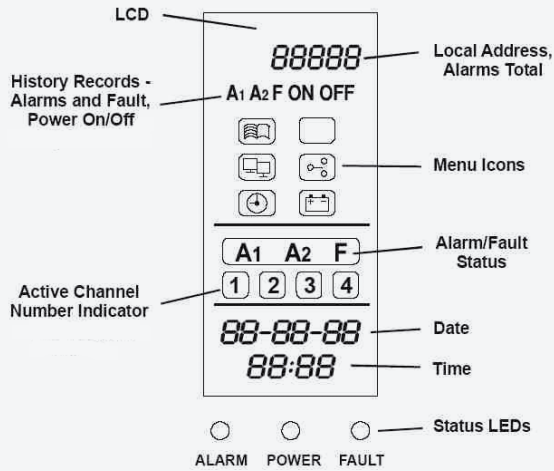 LCD
88888
Local Address,
Alarms Total
History Records -
Alarms and Fault,
Power On/Off
A1 A2 F ON OFF
Menu Icons
A1 A2 F
Alarm/Fault
Status
1 2 3 4
Active Channel
Number Indicator
88-88-88
Date
88:88
Time
Status LEDs
ALARM POWER FAULT